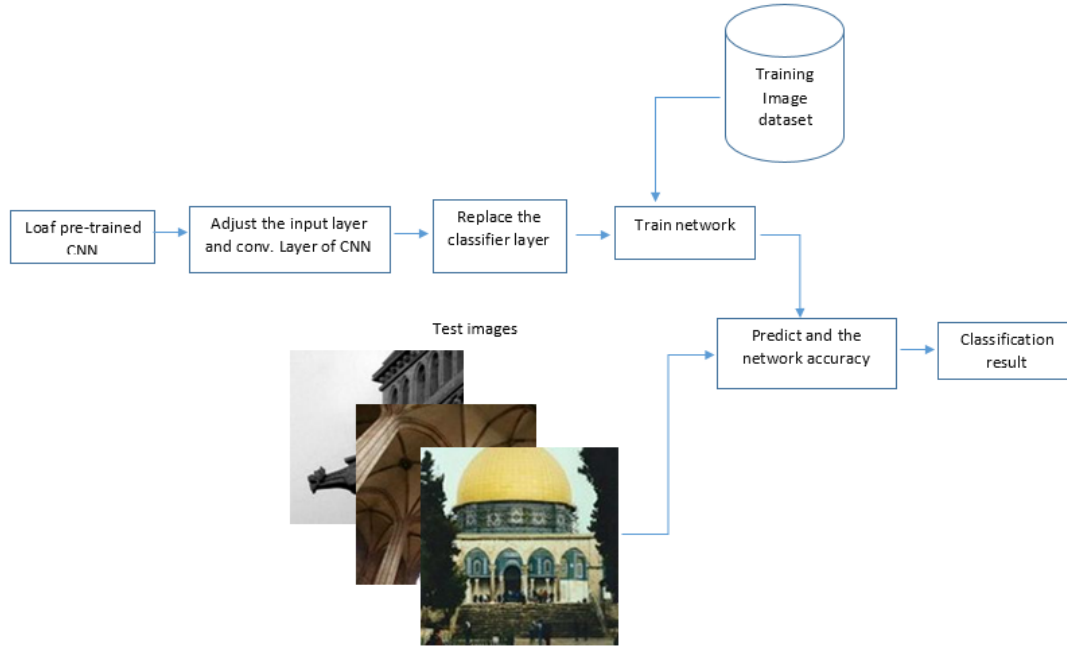 Training
Image
dataset
Loaf pre-trained
CNN
Adjust the input layer
and conv. Layer of CNN
Replace the
classifier layer
Train network
Test images
Predict and the
network accuracy
Classification
result